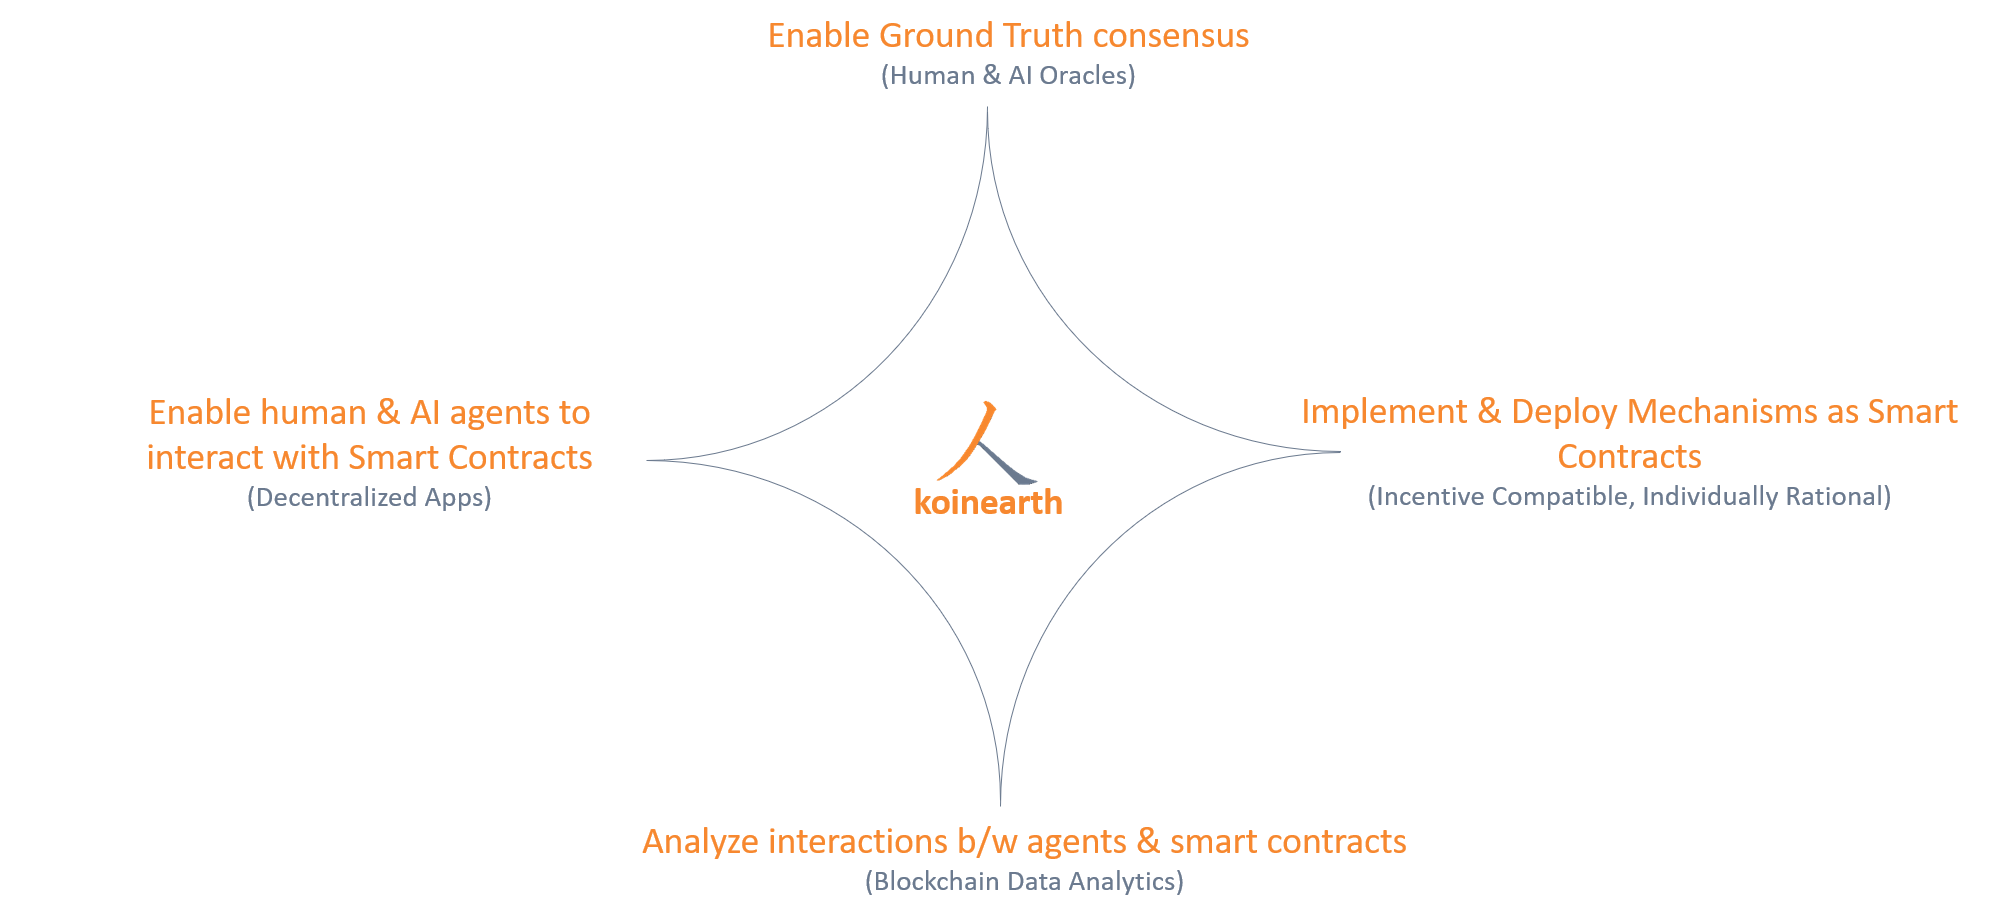 Enable Ground Truth consensus
(Human & AI Oracles)
Enable human & AI agents to
interact with Smart Contracts
(Decentralized Apps)
koinearth
Implement & Deploy Mechanisms as Smart
Contracts
(Incentive Compatible, Individually Rational)
Analyze interactions b/w agents & smart contracts
(Blockchain Data Analytics)